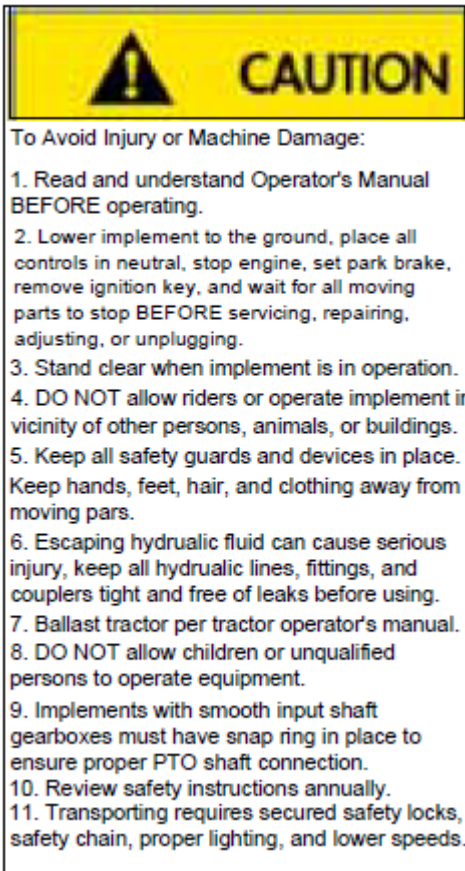 CAUTION
To Avoid Injury or Machine Damage:
1. Read and understand Operator's Manual
BEFORE operating.
2. Lower implement to the ground, place all
controls in neutral, stop engine, set park brake,
remove ignition key, and wait for all moving
parts to stop BEFORE servicing, repairing,
adjusting, or unplugging.
3. Stand clear when implement is in operation.
4. DO NOT allow riders or operate implement in
vicinity of other persons, animals, or buildings.
5. Keep all safety guards and devices in place.
Keep hands, feet, hair, and clothing away from
moving pars.
6. Escaping hydrualic fluid can cause serious
injury, keep all hydrualic lines, fittings, and
couplers tight and free of leaks before using.
7. Ballast tractor per tractor operator's manual.
8. DO NOT allow children or unqualified
persons to operate equipment.
9. Implements with smooth input shaft
gearboxes must have snap ring in place to
ensure proper PTO shaft connection.
10. Review safety instructions annually.
11. Transporting requires secured safety locks,
safety chain, proper lighting, and lower speeds.